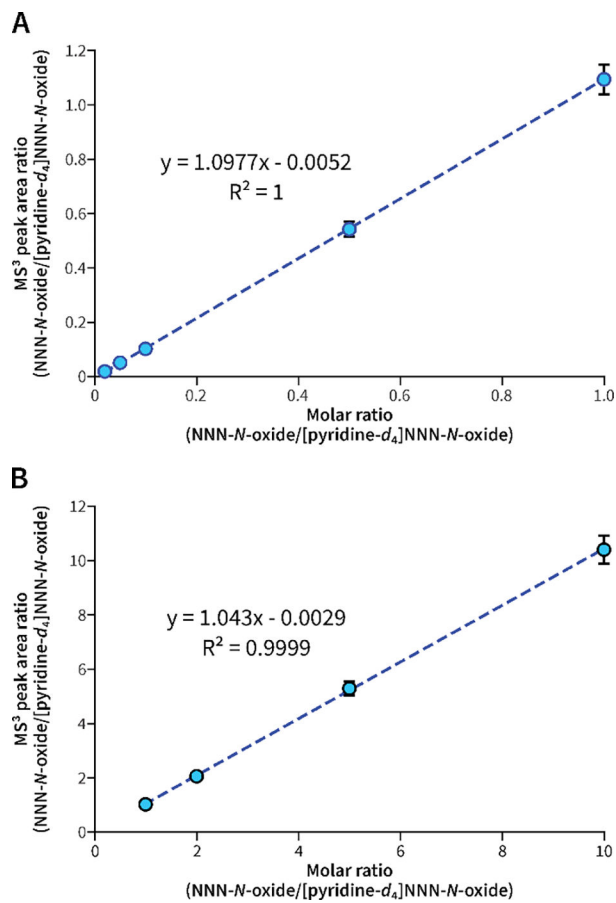 A
MS³ peak area ratio
(NNN-N-oxide/[pyridine-d₄]NNN-N-oxide)
1.2
1.0
0.8
0.6
0.4
0.2
0
y = 1.0977x - 0.0052
R² = 1
0 0.2 0.4 0.6 0.8 1.0
Molar ratio
(NNN-N-oxide/[pyridine-d₄]NNN-N-oxide)
B
MS³ peak area ratio
(NNN-N-oxide/[pyridine-d₄]NNN-N-oxide)
12
10
8
6
4
2
0
y = 1.043x - 0.0029
R² = 0.9999
0 2 4 6 8 10
Molar ratio
(NNN-N-oxide/[pyridine-d₄]NNN-N-oxide)